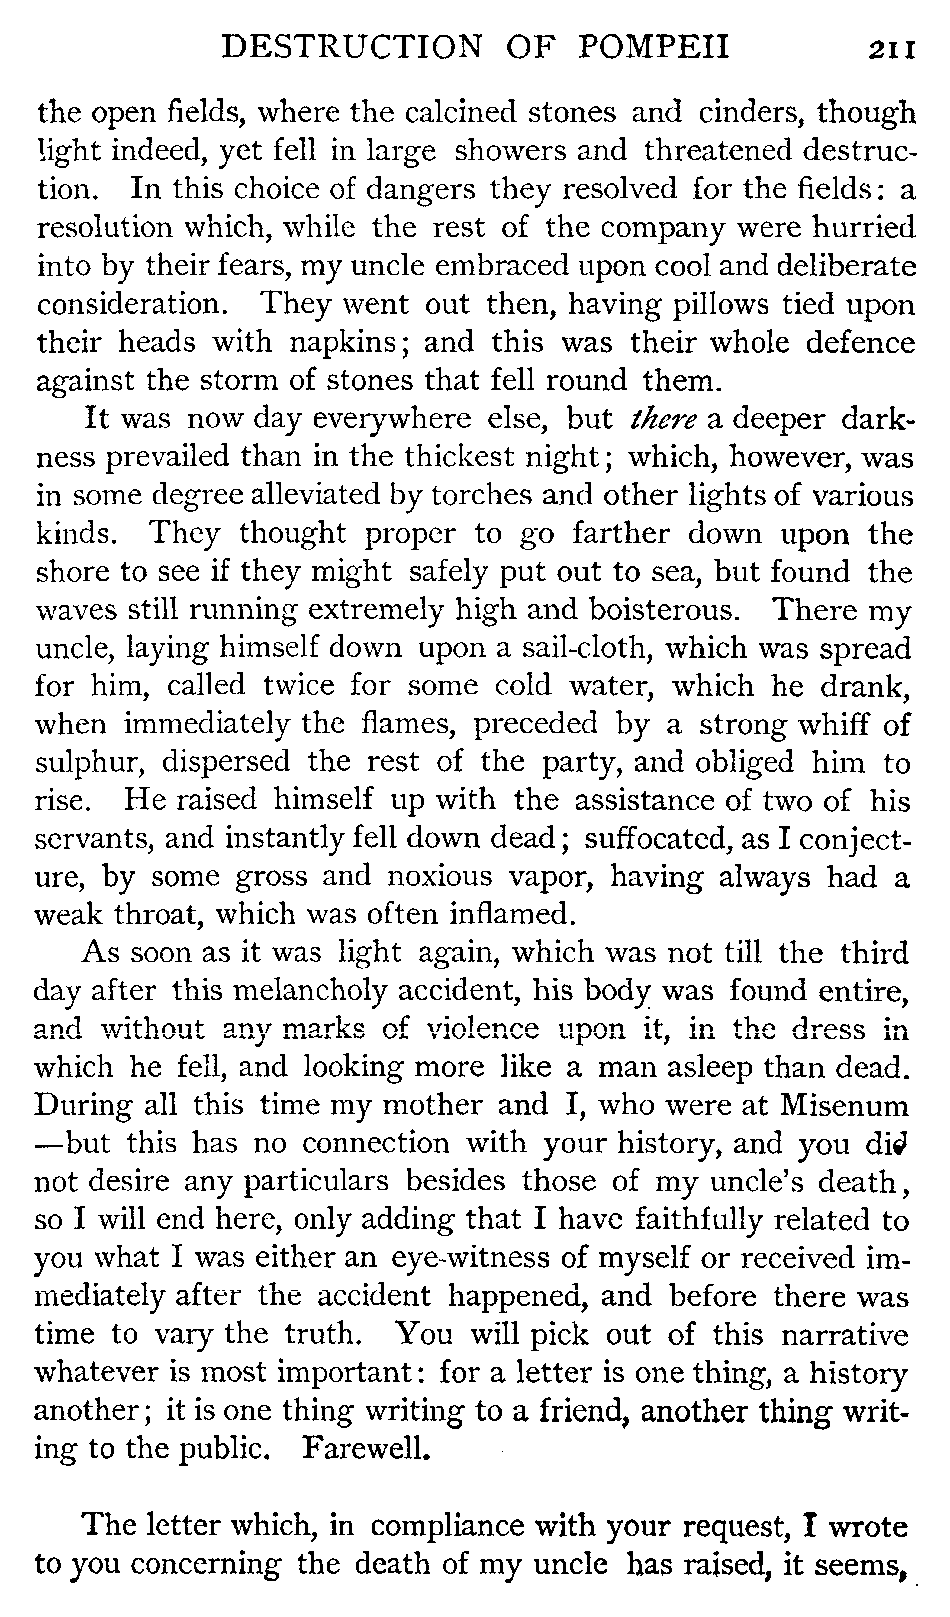 DESTRUCTION OF POMPEII 211
the open fields, where the calcined stones and cinders, though
light indeed, yet fell in large showers and threatened destruc-
tion. In this choice of dangers they resolved for the fields: a
resolution which, while the rest of the company were hurried
into by their fears, my uncle embraced upon cool and deliberate
consideration. They went out then, having pillows tied upon
their heads with napkins; and this was their whole defence
against the storm of stones that fell round them.
It was now day everywhere else, but there a deeper dark-
ness prevailed than in the thickest night; which, however, was
in some degree alleviated by torches and other lights of various
kinds. They thought proper to go farther down upon the
shore to see if they might safely put out to sea, but found the
waves still running extremely high and boisterous. There my
uncle, laying himself down upon a sail-cloth, which was spread
for him, called twice for some cold water, which he drank,
when immediately the flames, preceded by a strong whiff of
sulphur, dispersed the rest of the party, and obliged him to
rise. He raised himself up with the assistance of two of his
servants, and instantly fell down dead; suffocated, as I conject-
ure, by some gross and noxious vapor, having always had a
weak throat, which was often inflamed.
As soon as it was light again, which was not till the third
day after this melancholy accident, his body was found entire,
and without any marks of violence upon it, in the dress in
which he fell, and looking more like a man asleep than dead.
During all this time my mother and I, who were at Misenum
—but this has no connection with your history, and you did
not desire any particulars besides those of my uncle's death,
so I will end here, only adding that I have faithfully related to
you what I was either an eye-witness of myself or received im-
mediately after the accident happened, and before there was
time to vary the truth. You will pick out of this narrative
whatever is most important: for a letter is one thing, a history
another; it is one thing writing to a friend, another thing writ-
ing to the public. Farewell.
The letter which, in compliance with your request, I wrote
to you concerning the death of my uncle has raised, it seems,